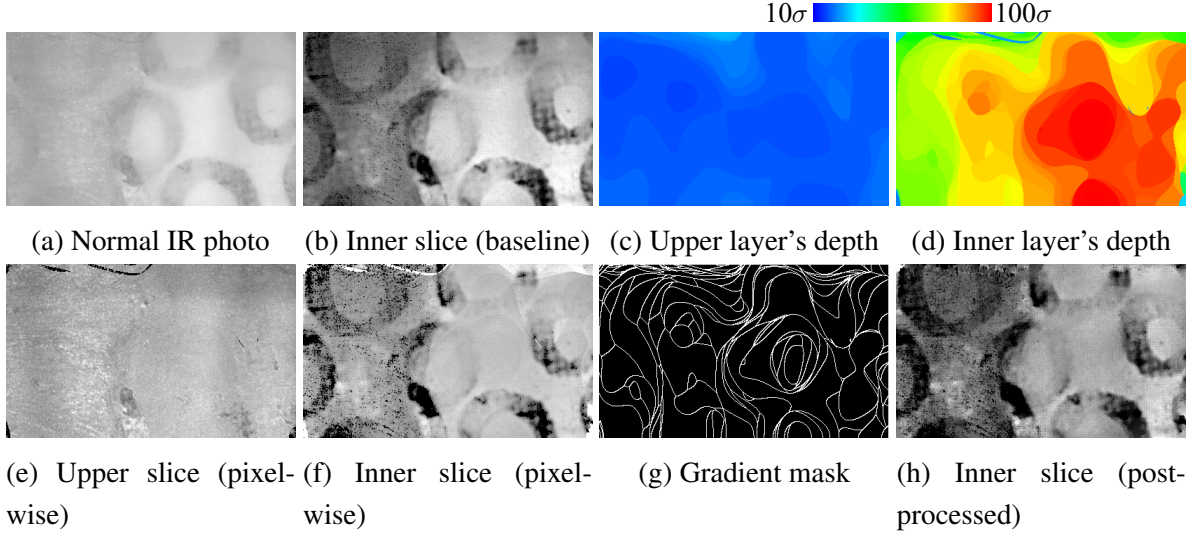 10σ 100σ
(a) Normal IR photo (b) Inner slice (baseline) (c) Upper layer's depth (d) Inner layer's depth
(e) Upper slice (pixel-wise) (f) Inner slice (pixel-wise) (g) Gradient mask (h) Inner slice (post-processed)